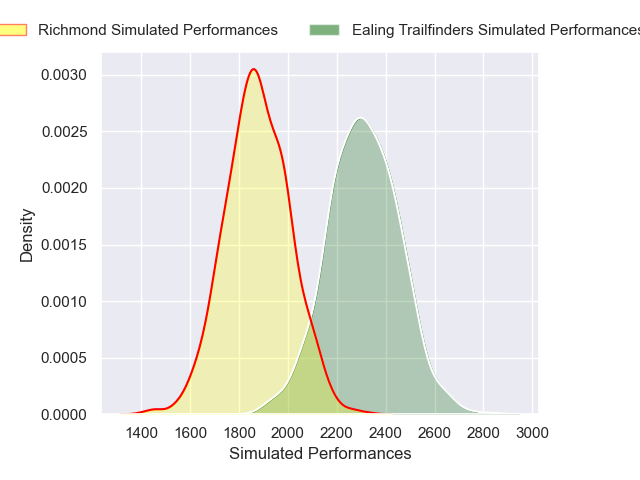 Richmond Simulated Performances
Ealing Trailfinders Simulated Performances
0.0030
0.0025
0.0020
0.0015
0.0010
0.0005
0.0000
Density
1400 1600 1800 2000 2200 2400 2600 2800 3000
Simulated Performances